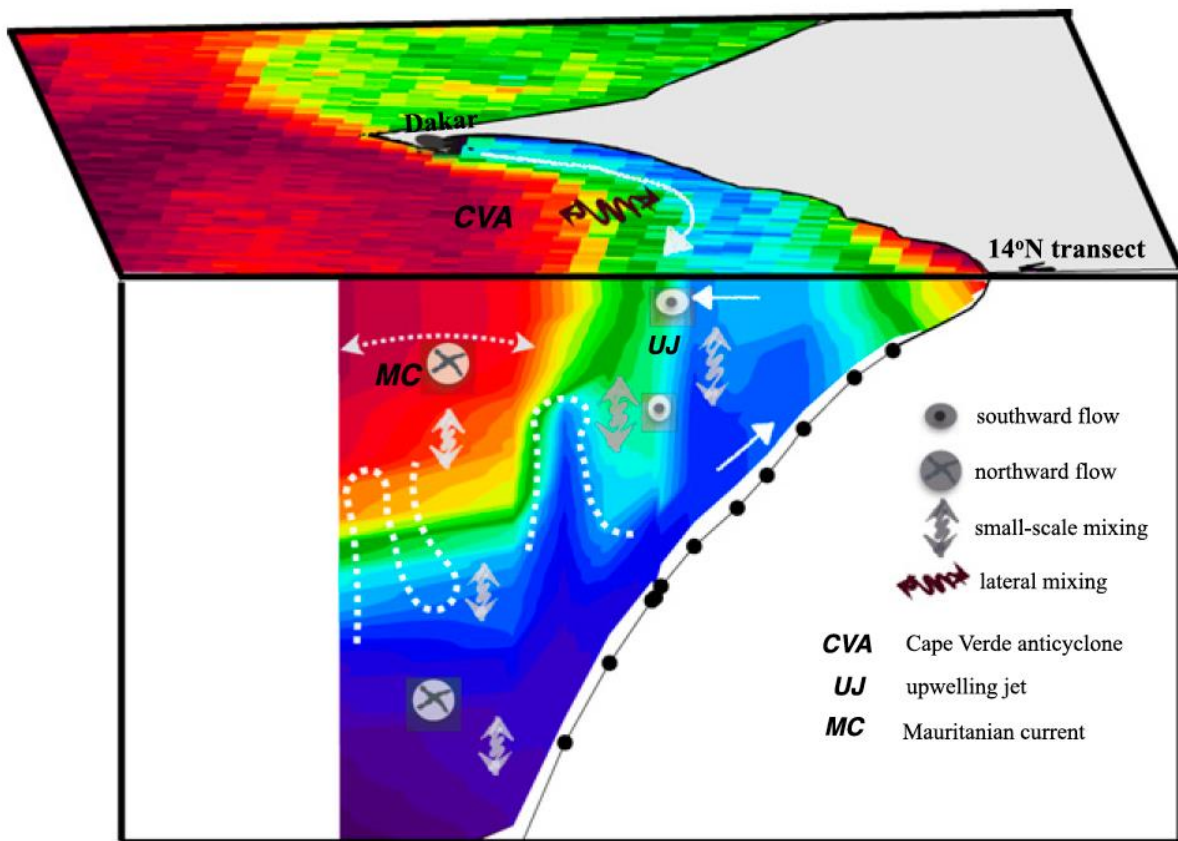 Dakar
CVA
14°N transect
UJ
MC
southward flow
northward flow
small-scale mixing
lateral mixing
CVA Cape Verde anticyclone
UJ upwelling jet
MC Mauritanian current